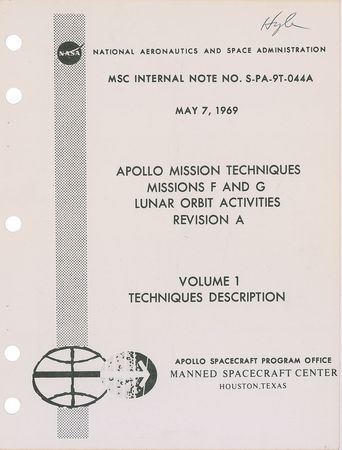 NASA
NATIONAL AERONAUTICS AND SPACE ADMINISTRATION
MSC INTERNAL NOTE NO. S-PA-9T-044A
MAY 7, 1969
APOLLO MISSION TECHNIQUES
MISSIONS F AND G
LUNAR ORBIT ACTIVITIES
REVISION A
VOLUME 1
TECHNIQUES DESCRIPTION
APOLLO SPACECRAFT PROGRAM OFFICE
MANNED SPACECRAFT CENTER
HOUSTON, TEXAS